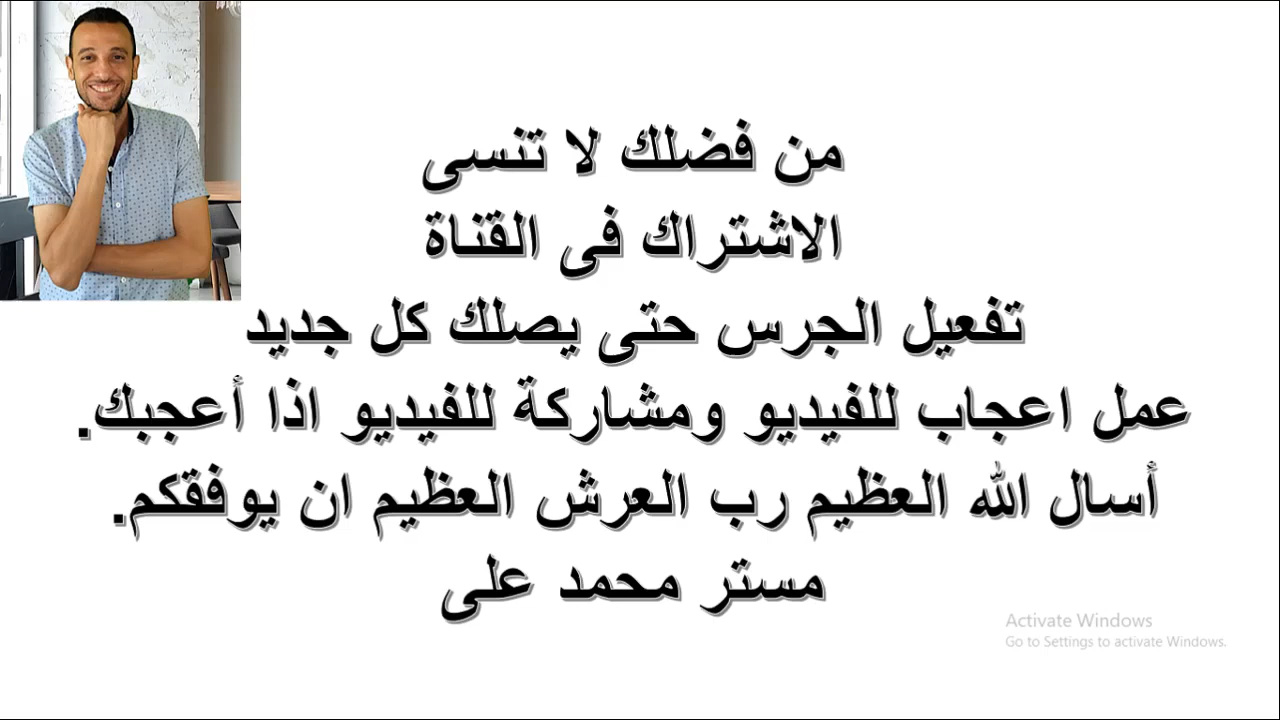 من فضلك لا تنسى
الاشتراك فى القناة
تفعيل الجرس حتى يصلك كل جديد
عمل اعجاب للفيديو ومشاركة للفيديو اذا أعجبك.
أسال الله العظيم رب العرش العظيم ان يوفقكم.
مستر محمد على
Activate Windows
Go to Settings to activate Windows.